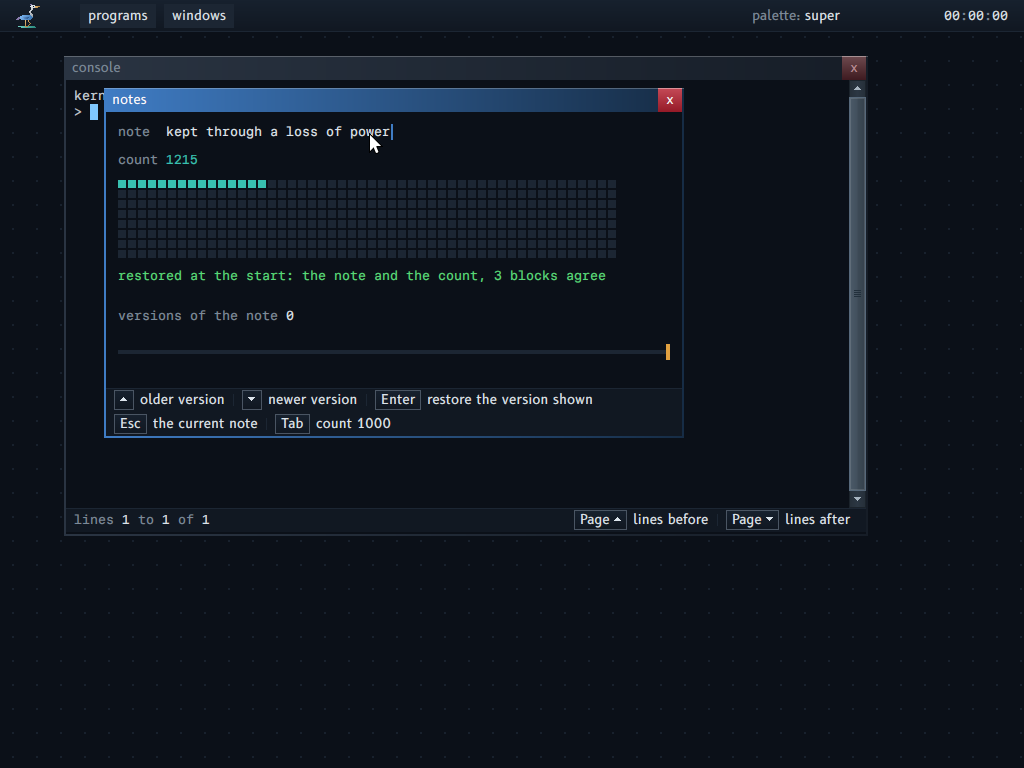 programs windows palette: super 00:00:00
console x
kern
>
notes x
note kept through a loss of power
count 1215
restored at the start: the note and the count, 3 blocks agree
versions of the note 0
older version newer version Enter restore the version shown
Esc the current note Tab count 1000
lines 1 to 1 of 1 Page lines before Page lines after